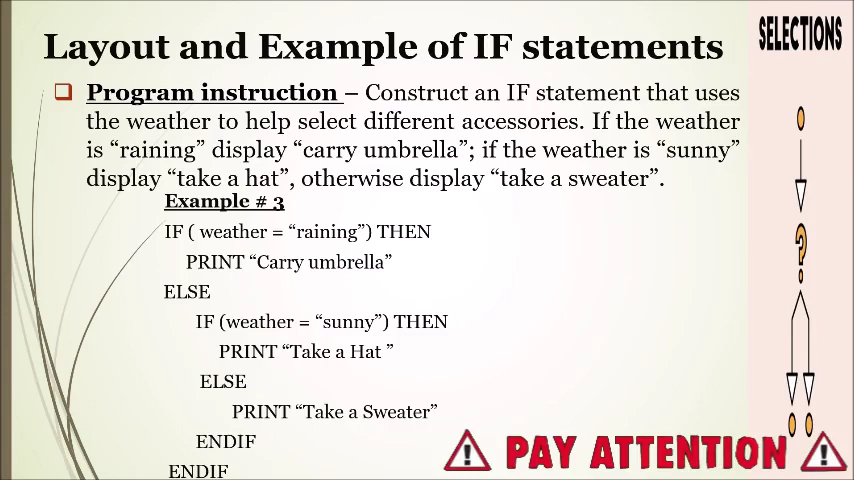 Layout and Example of IF statements
SELECTIONS
❑ Program instruction – Construct an IF statement that uses
the weather to help select different accessories. If the weather
is “raining” display “carry umbrella”; if the weather is “sunny”
display “take a hat”, otherwise display “take a sweater”.
Example # 3
IF ( weather = “raining”) THEN
PRINT “Carry umbrella”
ELSE
IF (weather = “sunny”) THEN
PRINT “Take a Hat ”
ELSE
PRINT “Take a Sweater”
ENDIF
ENDIF
?
! PAY ATTENTION !